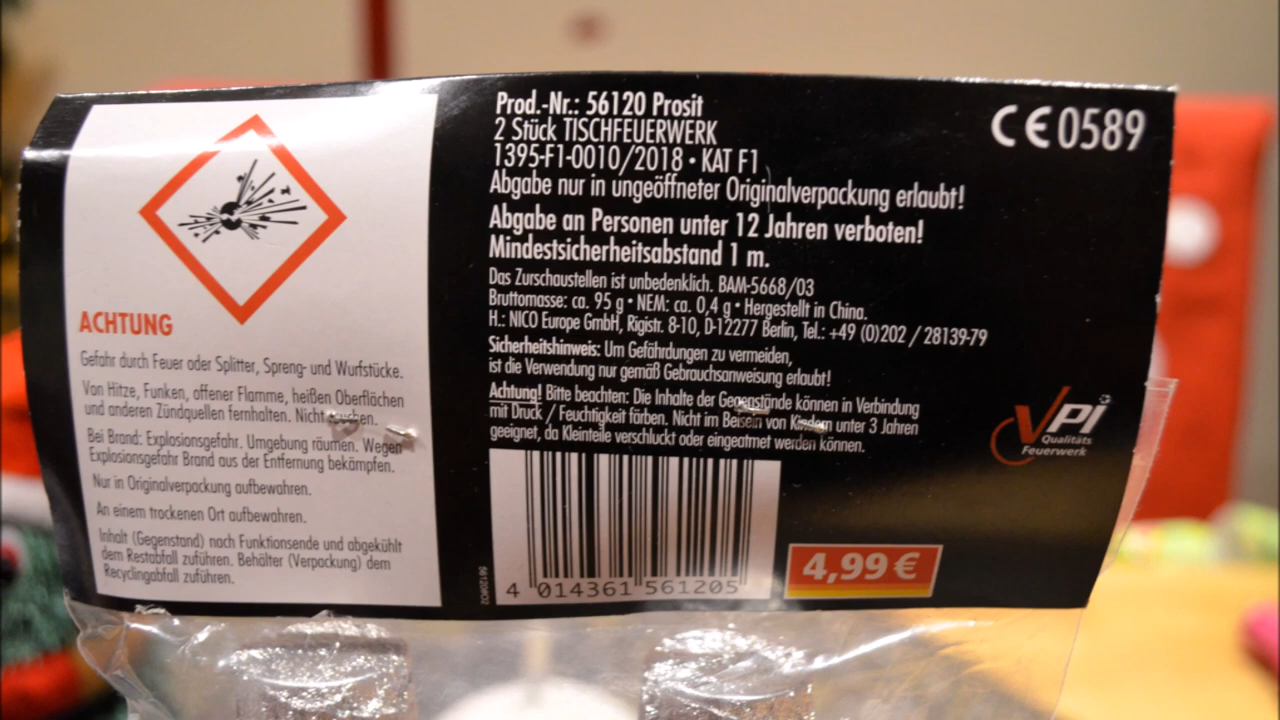 ACHTUNG
Gefahr durch Feuer oder Splitter, Spreng- und Wurfstücke.
Von Hitze, Funken, offener Flamme, heißen Oberflächen
und anderen Zündquellen fernhalten. Nicht
Bei Brand: Explosionsgefahr. Umgebung räumen. Wegen
Explosionsgefahr Brand aus der Entfernung bekämpfen.
Nur in Originalverpackung aufbewahren.
An einem trockenen Ort aufbewahren.
Inhalt (Gegenstand) nach Funktionsende und abgekühlt
dem Restabfall zuführen. Behälter (Verpackung) dem
Recyclingabfall zuführen.
Prod.-Nr.: 56120 Prosit
2 Stück TISCHFEUERWERK
1395-F1-0010/2018 • KAT F1
Abgabe nur in ungeöffneter Originalverpackung erlaubt!
Abgabe an Personen unter 12 Jahren verboten!
Mindestsicherheitsabstand 1 m.
Das Zurschaustellen ist unbedenklich. BAM-5668/03
Bruttomasse: ca. 95 g • NEM: ca. 0,4 g • Hergestellt in China.
H.: NICO Europe GmbH, Rigistr. 8-10, D-12277 Berlin, Tel.: +49 (0)202 / 28139-79
Sicherheitshinweis: Um Gefährdungen zu vermeiden,
ist die Verwendung nur gemäß Gebrauchsanweisung erlaubt!
Achtung! Bitte beachten: Die Inhalte der Gegenstände können in Verbindung
mit Druck / Feuchtigkeit färben. Nicht im Beisein von Kindern unter 3 Jahren
geeignet, da Kleinteile verschluckt oder eingeatmet werden können.
4 014361 561205
4,99 €
CE 0589
VPi
Qualitäts
Feuerwerk